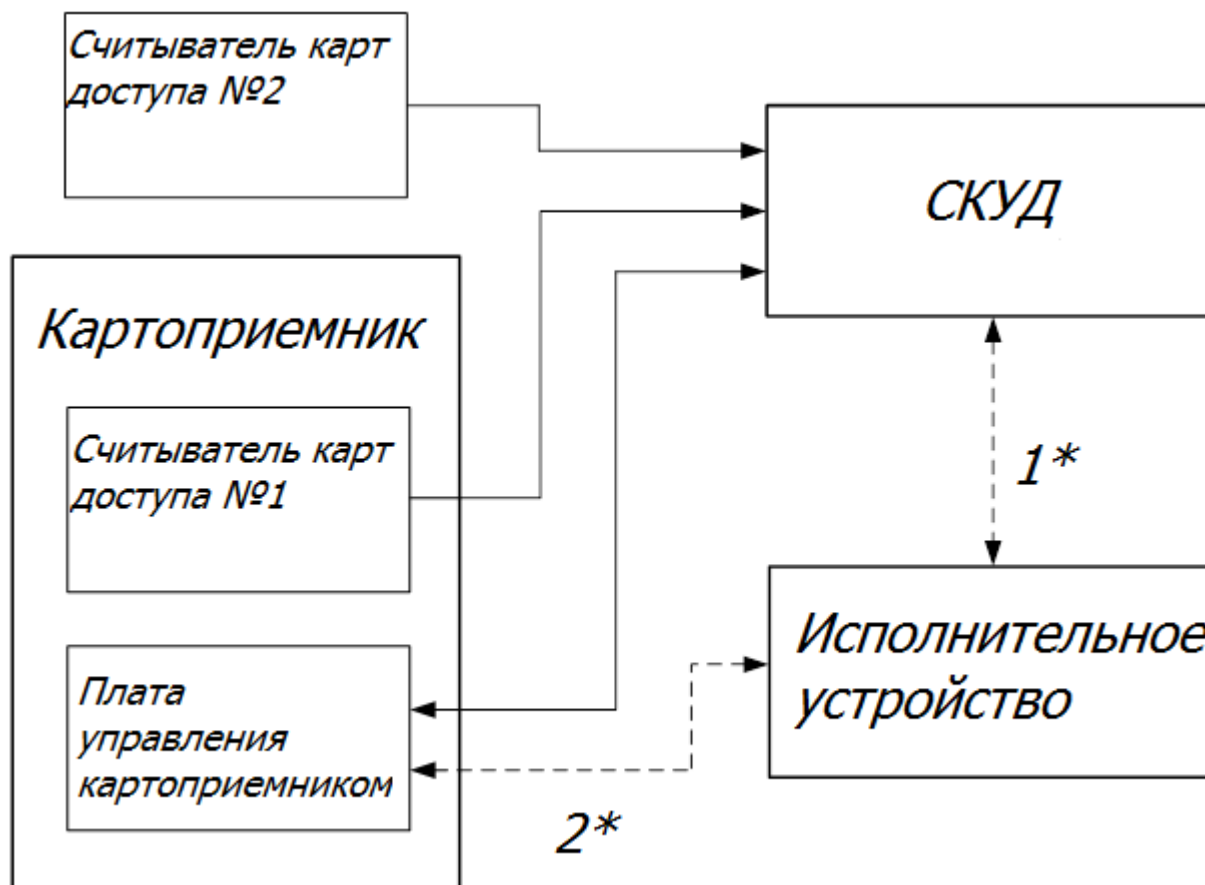 Считыватель карт
доступа №2
СКУД
Картоприемник
Считыватель карт
доступа №1
1*
Исполнительное
устройство
Плата
управления
картоприемником
2*